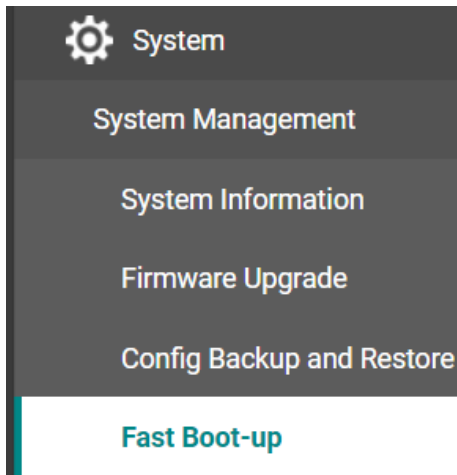 System
System Management
System Information
Firmware Upgrade
Config Backup and Restore
Fast Boot-up